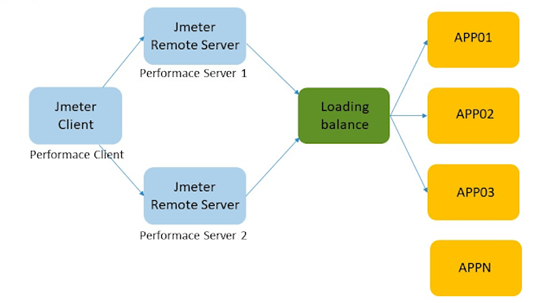 Jmeter
Remote Server
Performace Server 1
Jmeter
Client
Performace Client
Jmeter
Remote Server
Performace Server 2
Loading
balance
APP01
APP02
APP03
APPN